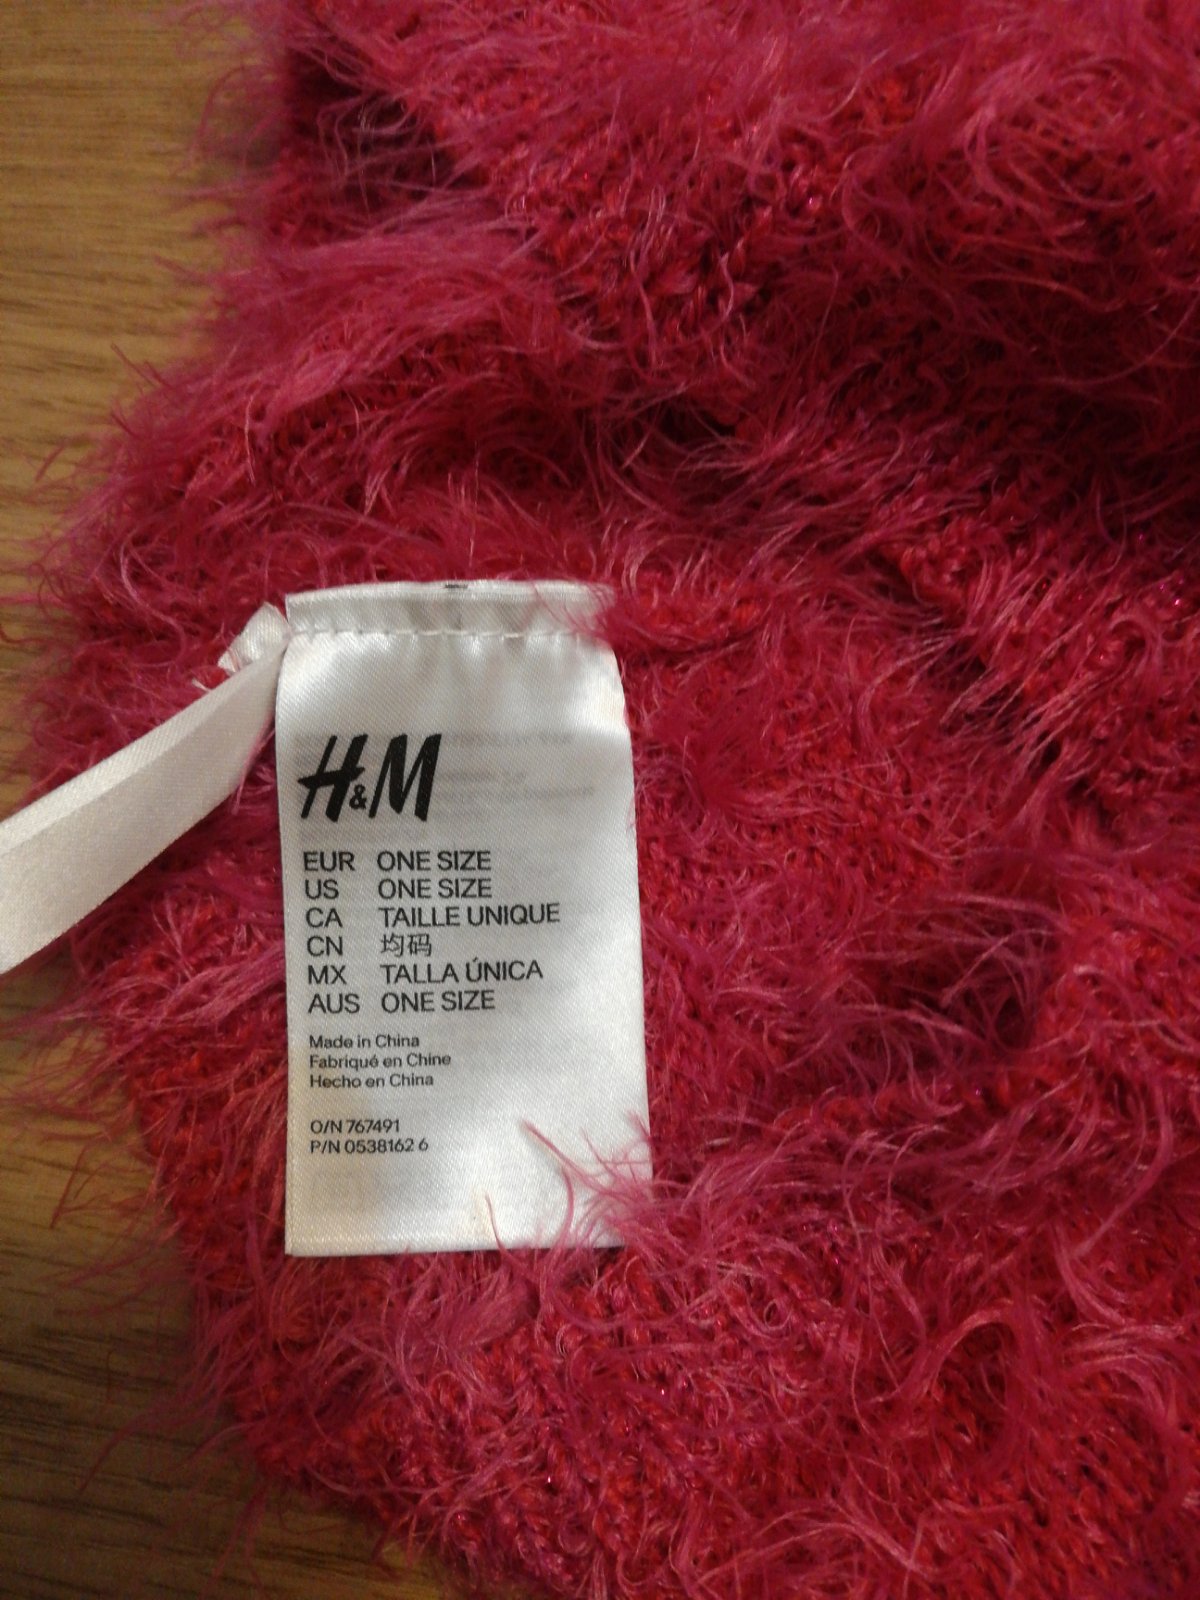 H&M
EUR ONE SIZE
US ONE SIZE
CA TAILLE UNIQUE
CN 均码
MX TALLA ÚNICA
AUS ONE SIZE
Made in China
Fabriqué en Chine
Hecho en China
O/N 767491
P/N 0538162 6